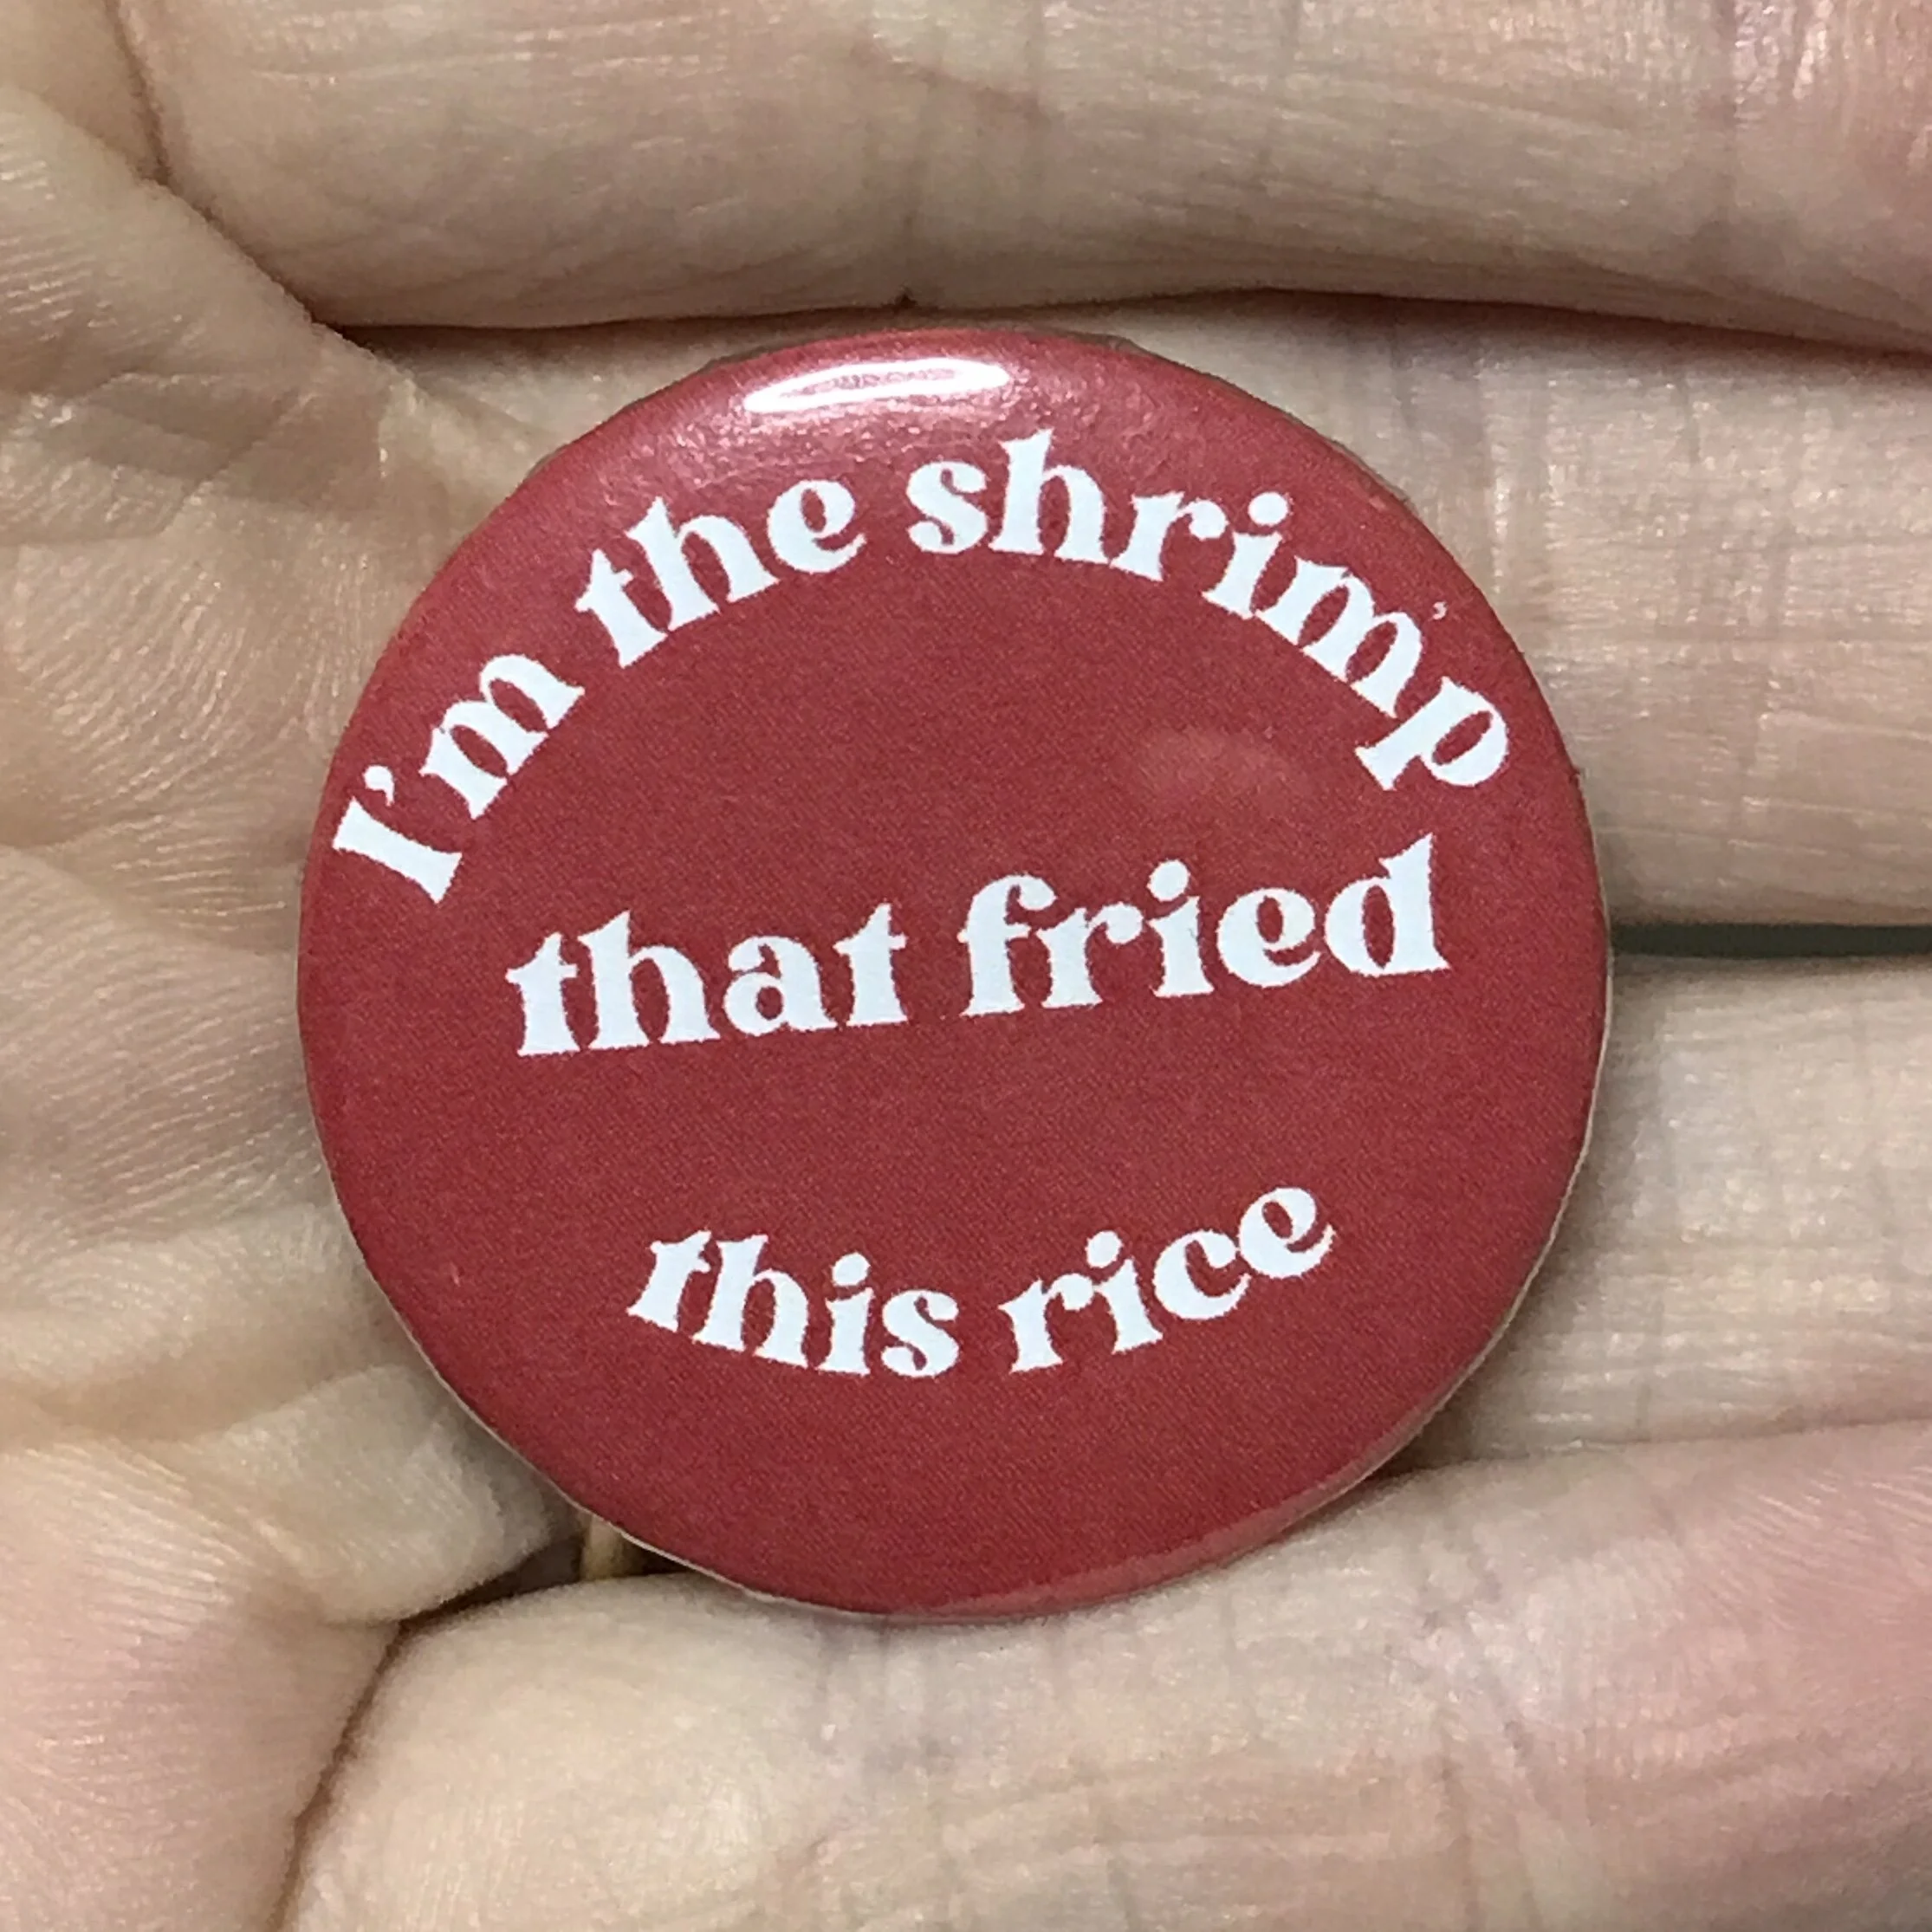 I'm the shrimp
that fried
this rice